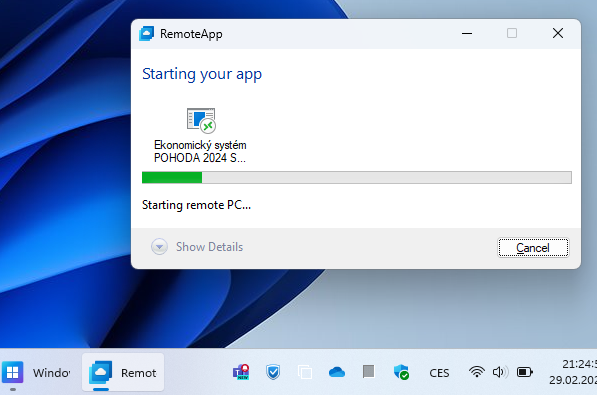 RemoteApp
Starting your app
Ekonomický systém
POHODA 2024 S...
Starting remote PC...
Show Details
Cancel
Windo
Remot
NEW
CES
21:24:5
29.02.202